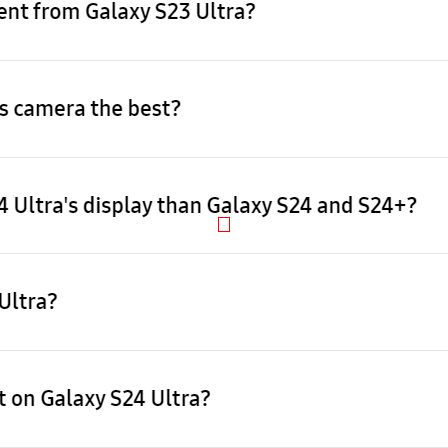 ent from Galaxy S23 Ultra?
s camera the best?
4 Ultra's display than Galaxy S24 and S24+?
Ultra?
t on Galaxy S24 Ultra?